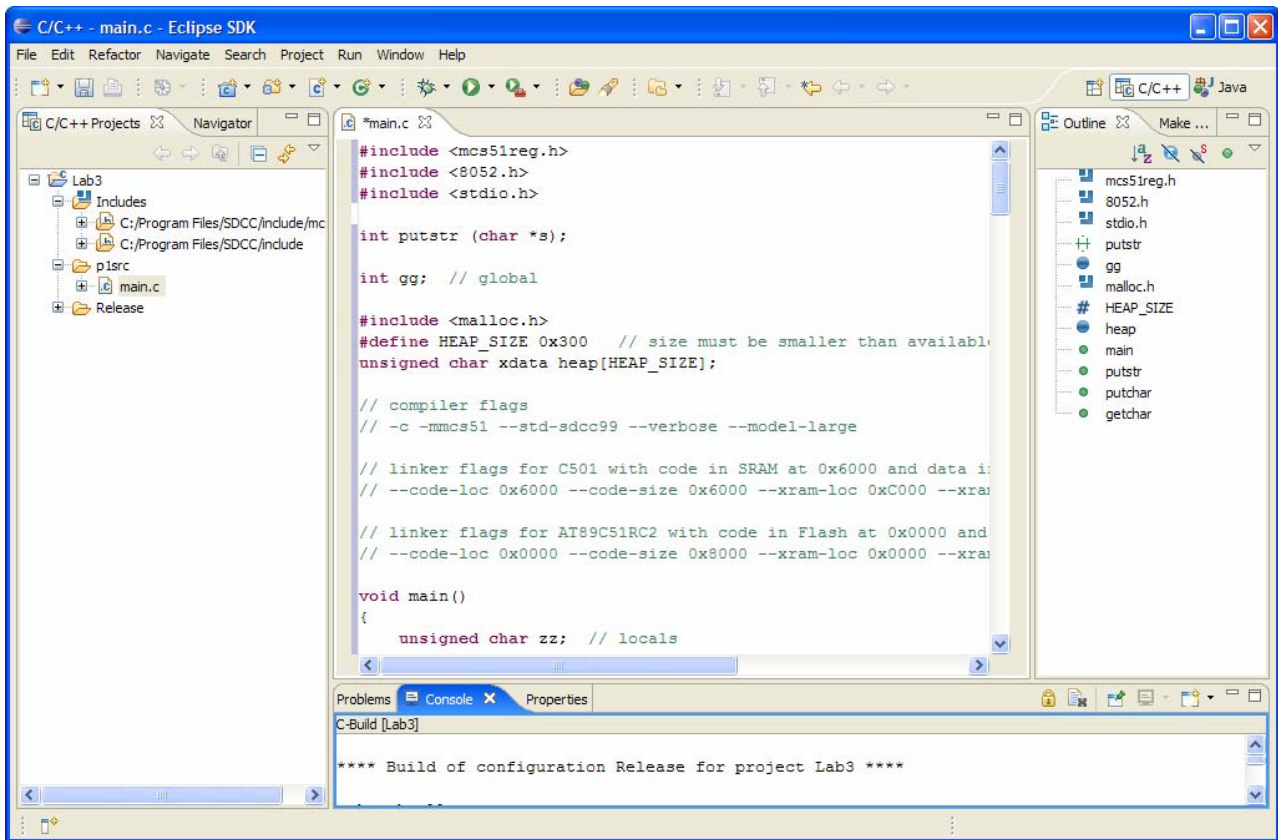 C/C++ - main.c - Eclipse SDK
File Edit Refactor Navigate Search Project Run Window Help
C/C++ Java
C/C++ Projects Navigator
Lab3
Includes
C:/Program Files/SDCC/include/mc
C:/Program Files/SDCC/include
p1src
main.c
Release
*main.c
#include <mcs51reg.h>
#include <8052.h>
#include <stdio.h>
int putstr (char *s);
int gg;  // global
#include <malloc.h>
#define HEAP_SIZE 0x300   // size must be smaller than availabl
unsigned char xdata heap[HEAP_SIZE];
// compiler flags
// -c -mmcs51 --std-sdcc99 --verbose --model-large
// linker flags for C501 with code in SRAM at 0x6000 and data i
// --code-loc 0x6000 --code-size 0x6000 --xram-loc 0xC000 --xra
// linker flags for AT89C51RC2 with code in Flash at 0x0000 and
// --code-loc 0x0000 --code-size 0x8000 --xram-loc 0x0000 --xra
void main()
{
unsigned char zz;  // locals
Outline Make ...
mcs51reg.h
8052.h
stdio.h
putstr
gg
malloc.h
HEAP_SIZE
heap
main
putstr
putchar
getchar
Problems Console Properties
C-Build [Lab3]
**** Build of configuration Release for project Lab3 ****